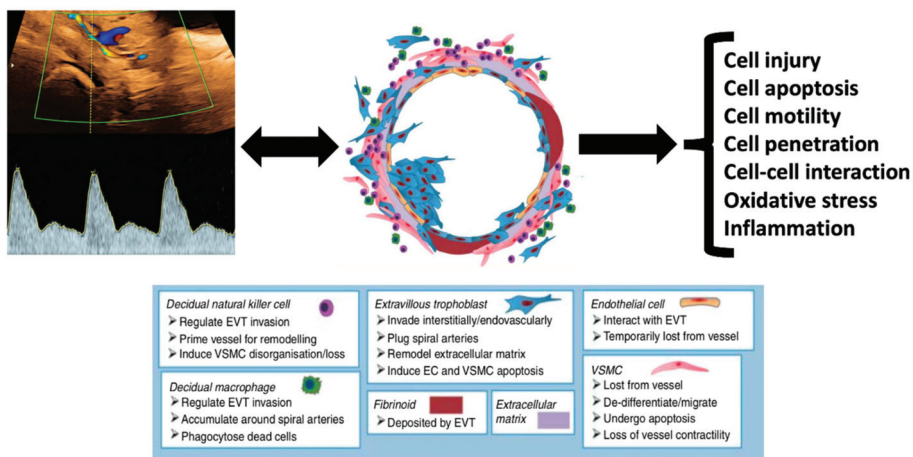 Cell injury
Cell apoptosis
Cell motility
Cell penetration
Cell-cell interaction
Oxidative stress
Inflammation
Decidual natural killer cell
➢ Regulate EVT invasion
➢ Prime vessel for remodelling
➢ Induce VSMC disorganisation/loss
Decidual macrophage
➢ Regulate EVT invasion
➢ Accumulate around spiral arteries
➢ Phagocytose dead cells
Extravillous trophoblast
➢ Invade interstitially/endovascularly
➢ Plug spiral arteries
➢ Remodel extracellular matrix
➢ Induce EC and VSMC apoptosis
Fibrinoid
➢ Deposited by EVT
Extracellular
matrix
Endothelial cell
➢ Interact with EVT
➢ Temporarily lost from vessel
VSMC
➢ Lost from vessel
➢ De-differentiate/migrate
➢ Undergo apoptosis
➢ Loss of vessel contractility